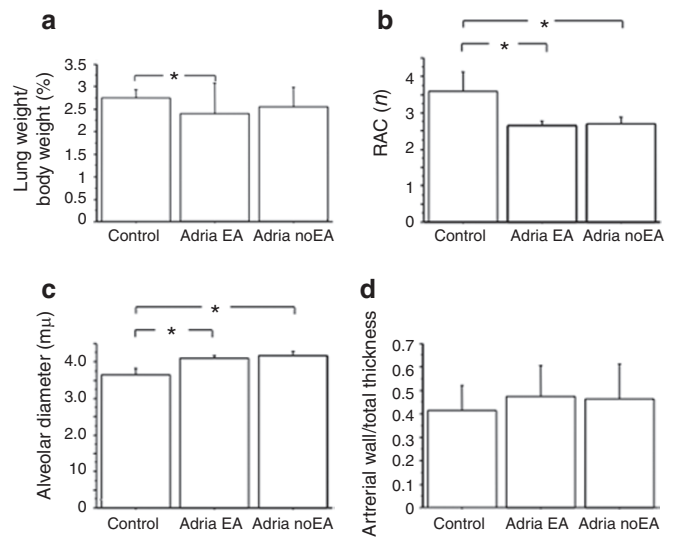 a
Lung weight/
body weight (%)
3.5
3
2.5
2
1.5
1
0.5
0
*
Control Adria EA Adria noEA
b
RAC (n)
4
3
2
1
0
*
*
Control Adria EA Adria noEA
c
Alveolar diameter (mμ)
4.0
3.0
2.0
10
0
*
*
Control Adria EA Adria noEA
d
Artrerial wall/total thickness
0.7
0.6
0.5
0.4
0.3
0.2
0.1
0
Control Adria EA Adria noEA